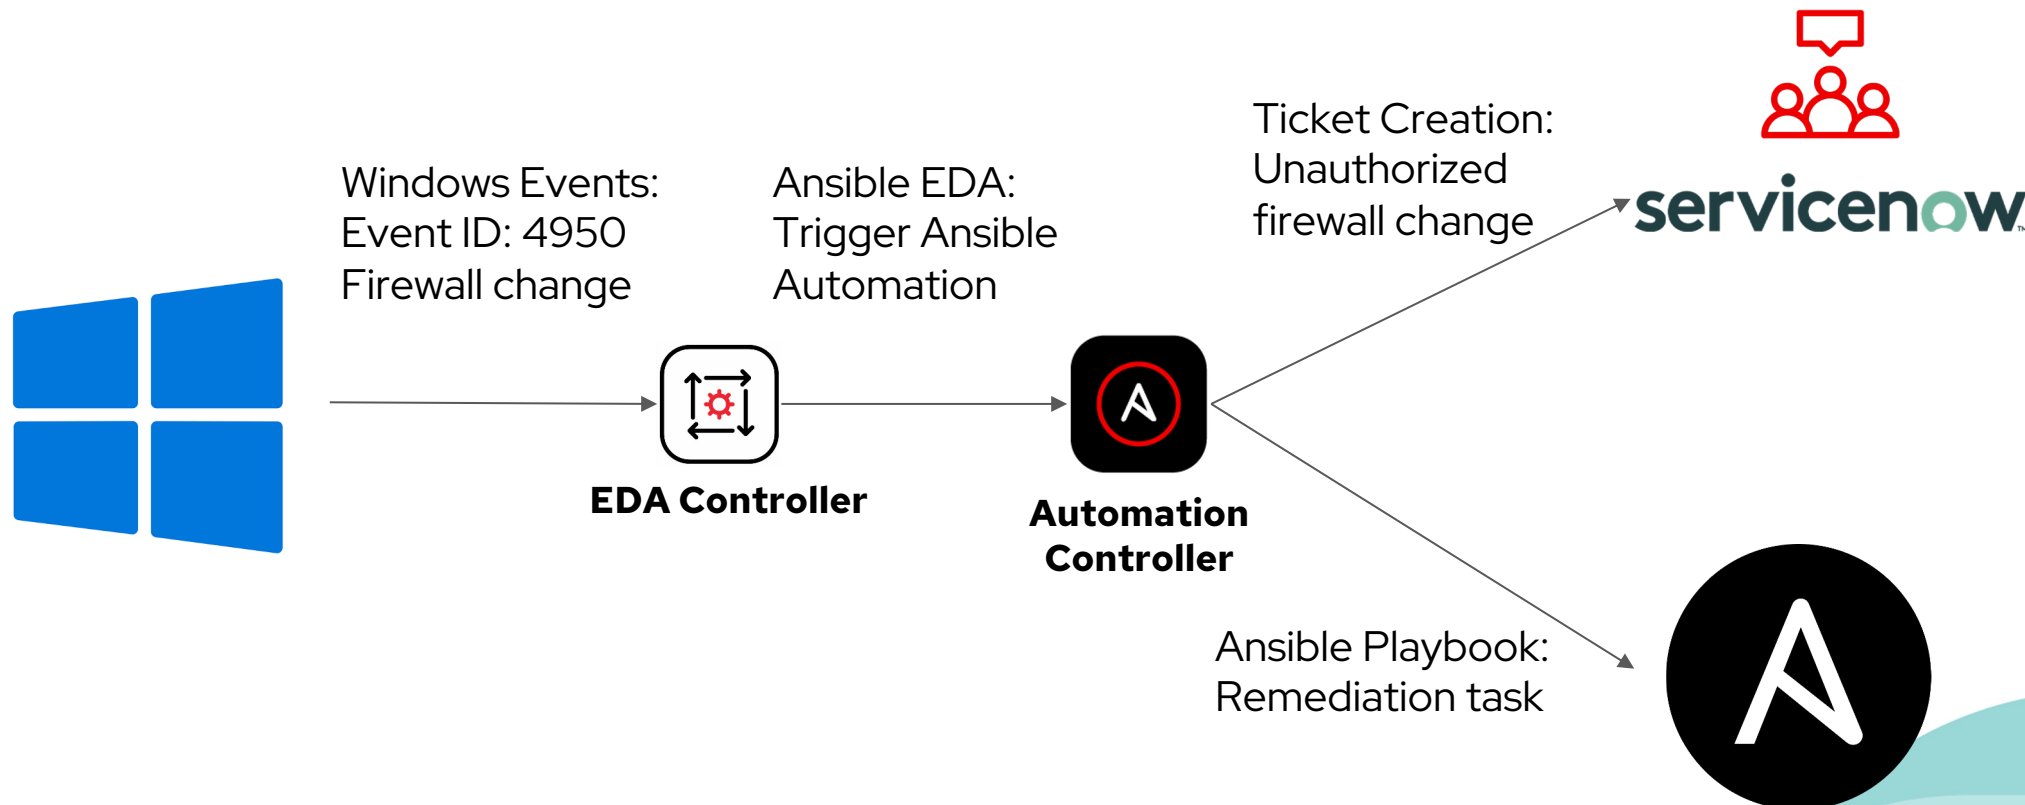 Windows Events:
Event ID: 4950
Firewall change
Ansible EDA:
Trigger Ansible
Automation
Ticket Creation:
Unauthorized
firewall change
servicenow™
EDA Controller
Automation
Controller
Ansible Playbook:
Remediation task